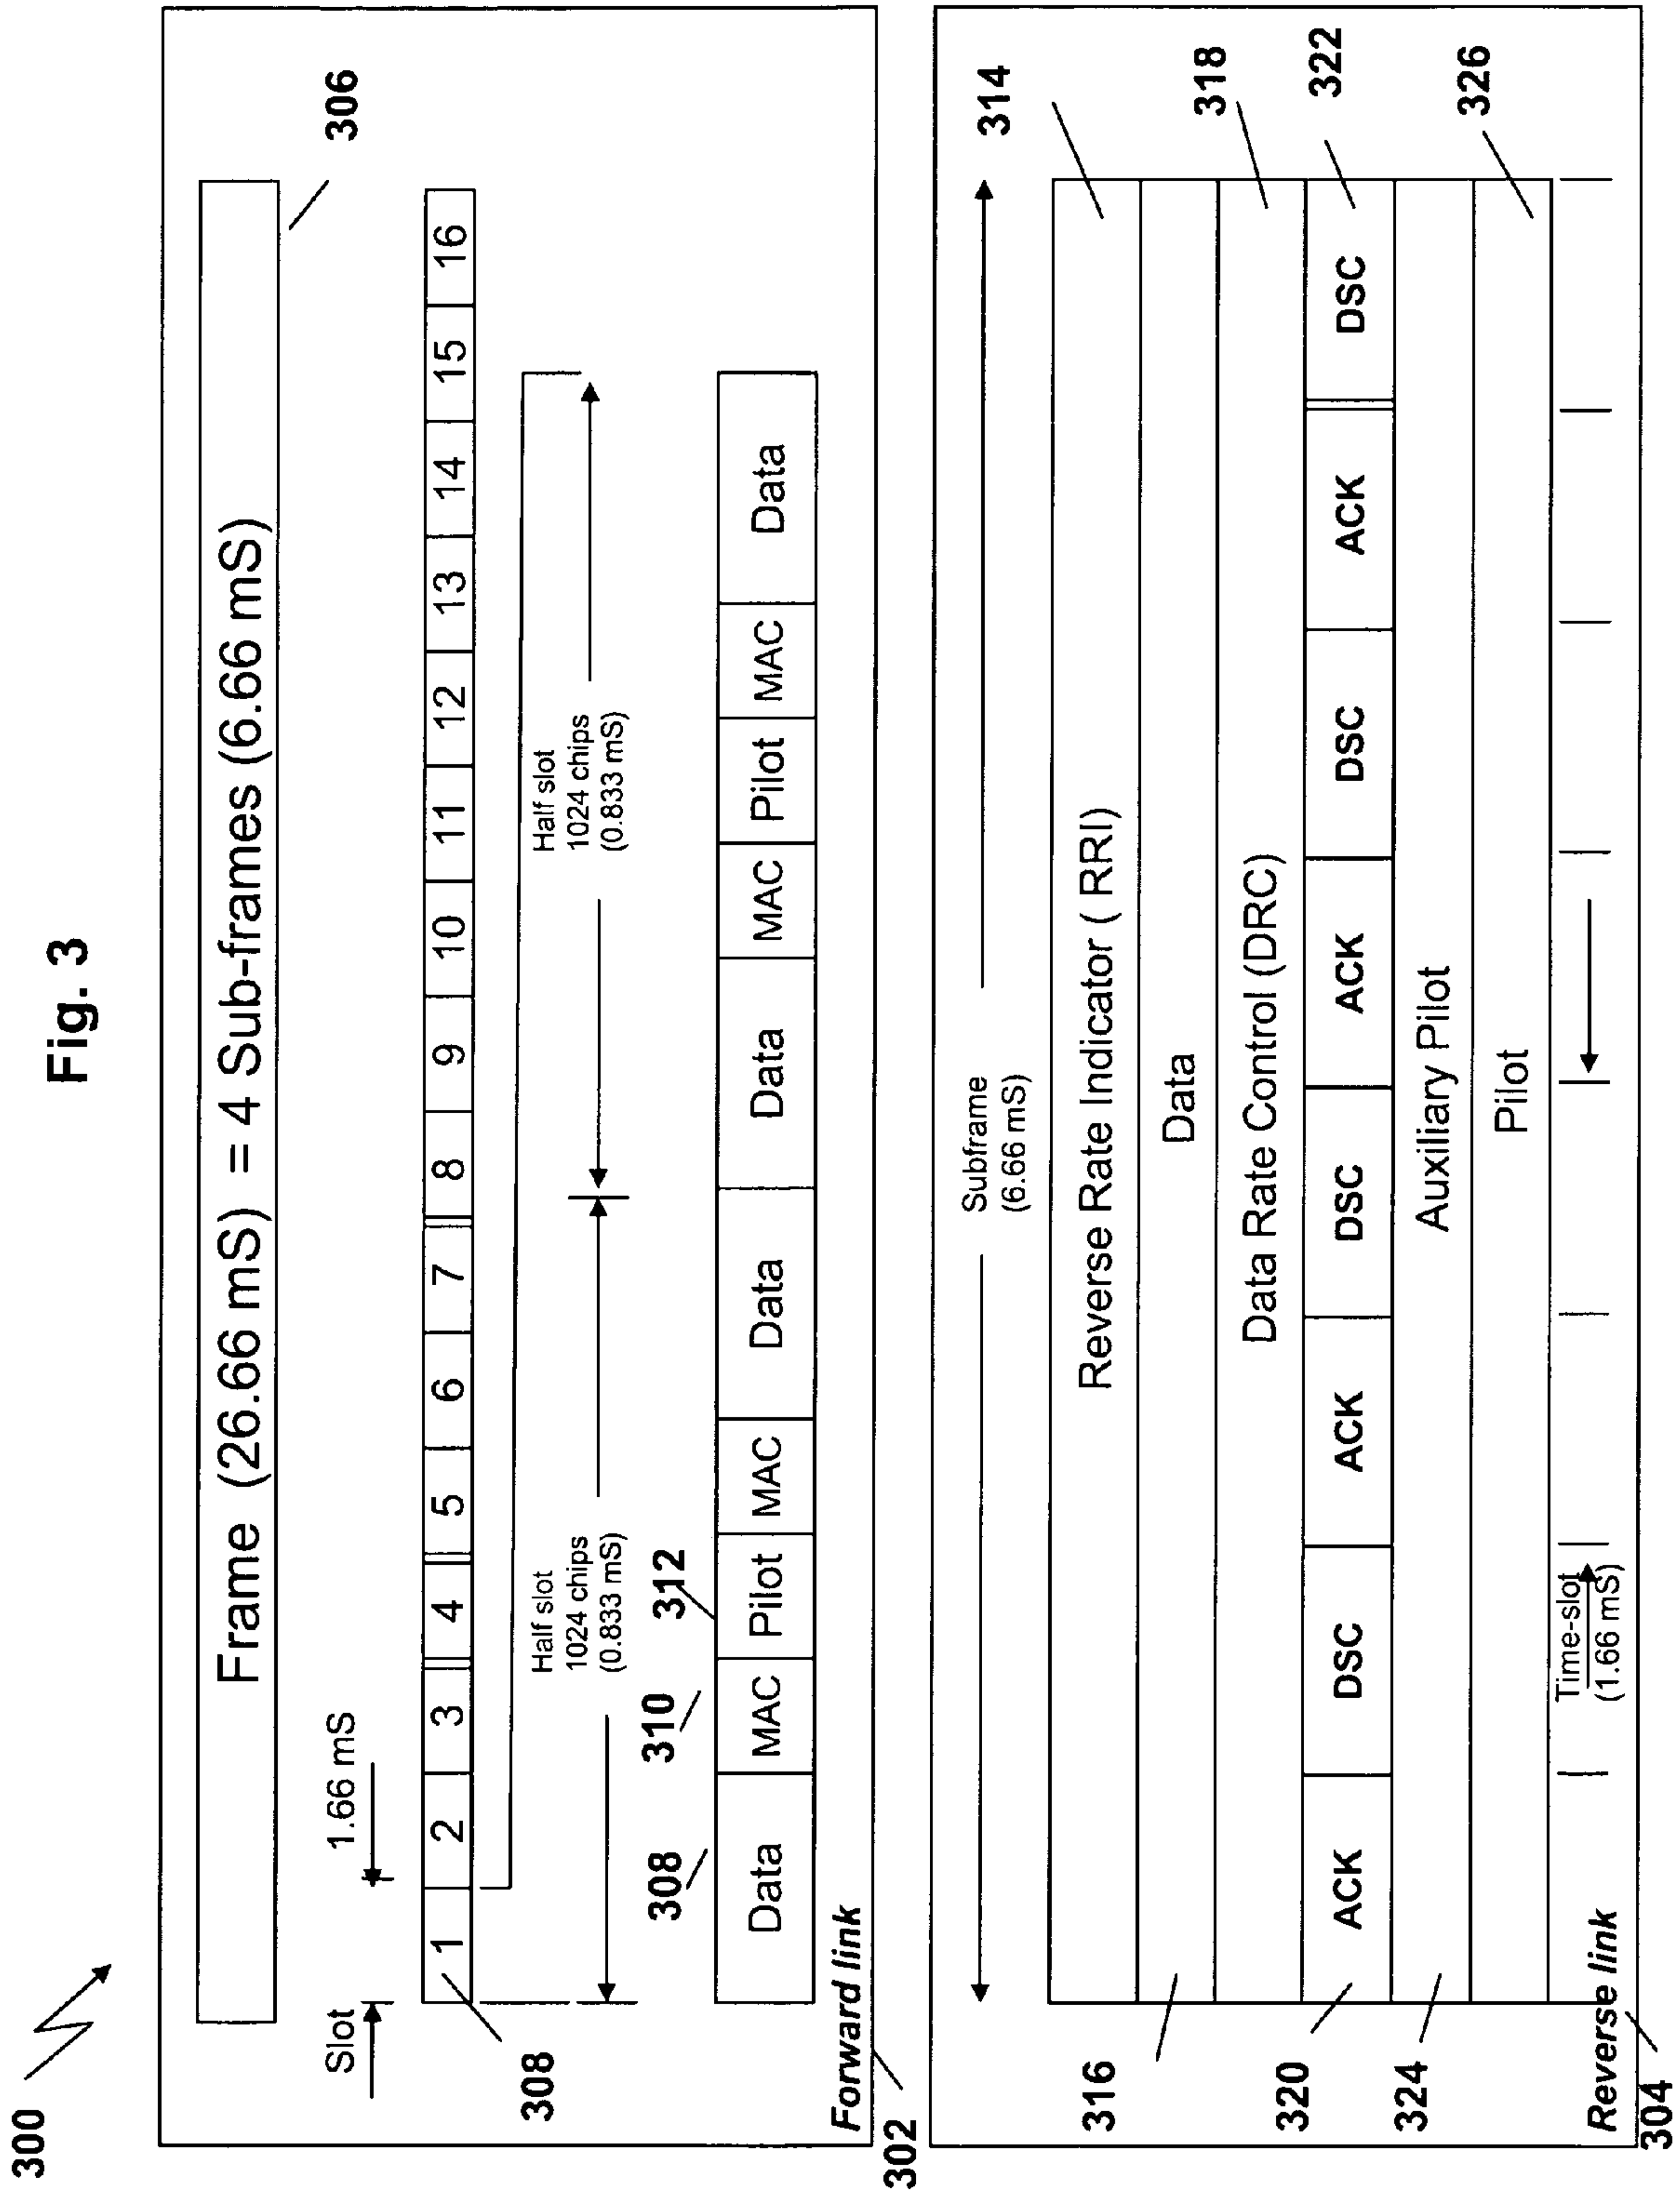 Fig. 3
300
Frame (26.66 mS) = 4 Sub-frames (6.66 mS)
306
Slot
1.66 mS
1 2 3 4 5 6 7 8 9 10 11 12 13 14 15 16
308
Half slot
1024 chips
(0.833 mS)
Half slot
1024 chips
(0.833 mS)
308
310
312
Data MAC Pilot MAC Data Data MAC Pilot MAC Data
Forward link
302
Subframe
(6.66 mS)
314
Reverse Rate Indicator ( RRI)
316
Data
318
Data Rate Control (DRC)
320
ACK DSC ACK DSC ACK DSC ACK DSC
322
324
Auxiliary Pilot
326
Pilot
Time-slot
(1.66 mS)
Reverse link
304